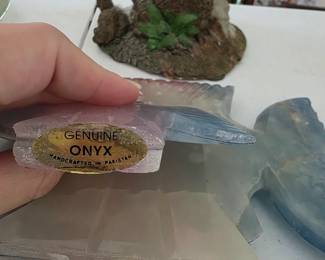 GENUINE
ONYX
HANDCRAFTED IN PAKISTAN